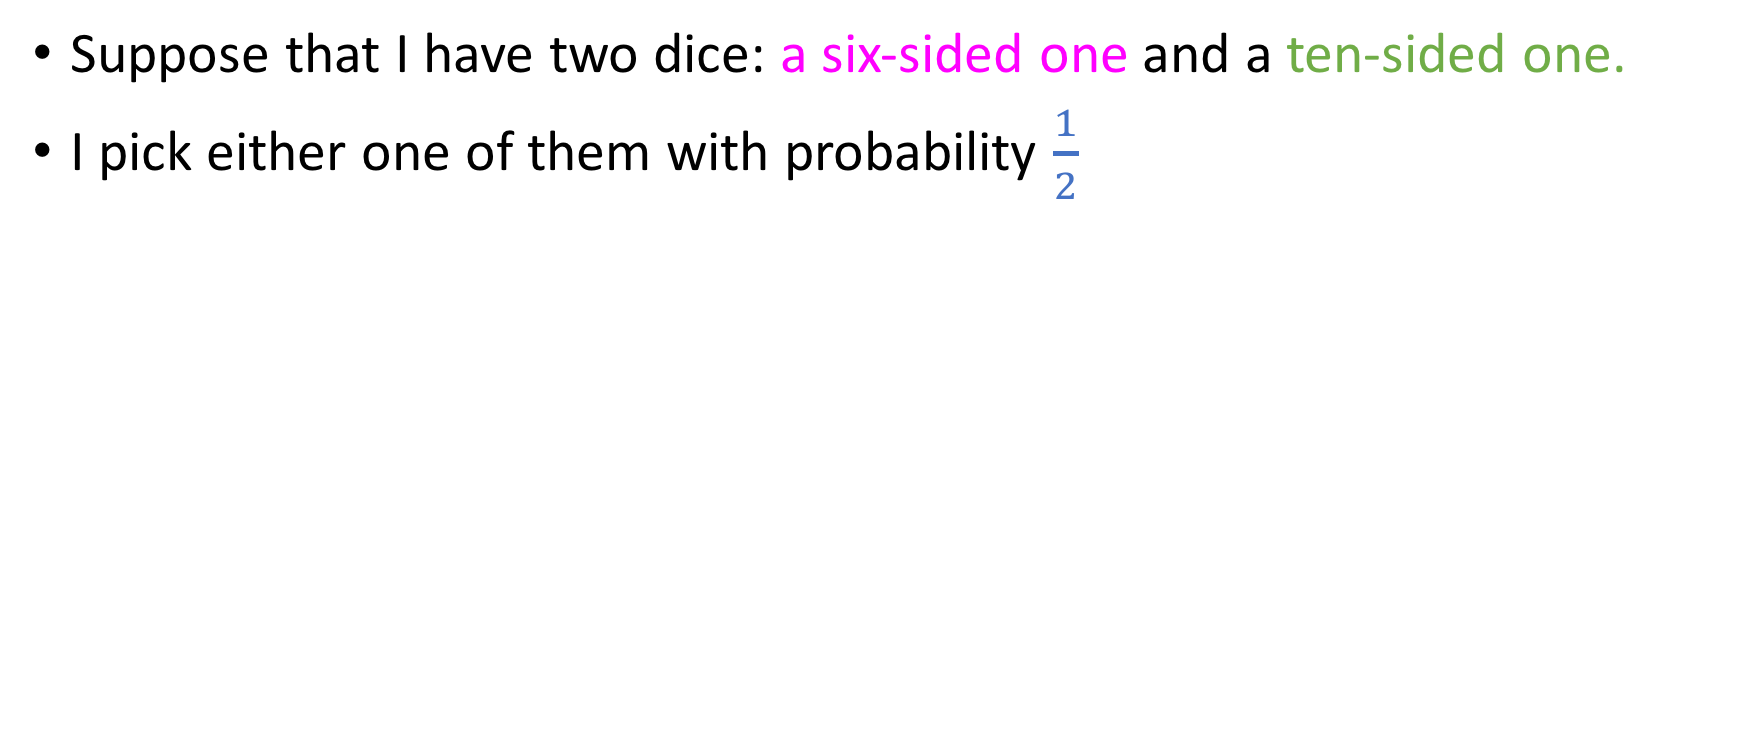 • Suppose that I have two dice: a six-sided one and a ten-sided one.
• I pick either one of them with probability 1/2